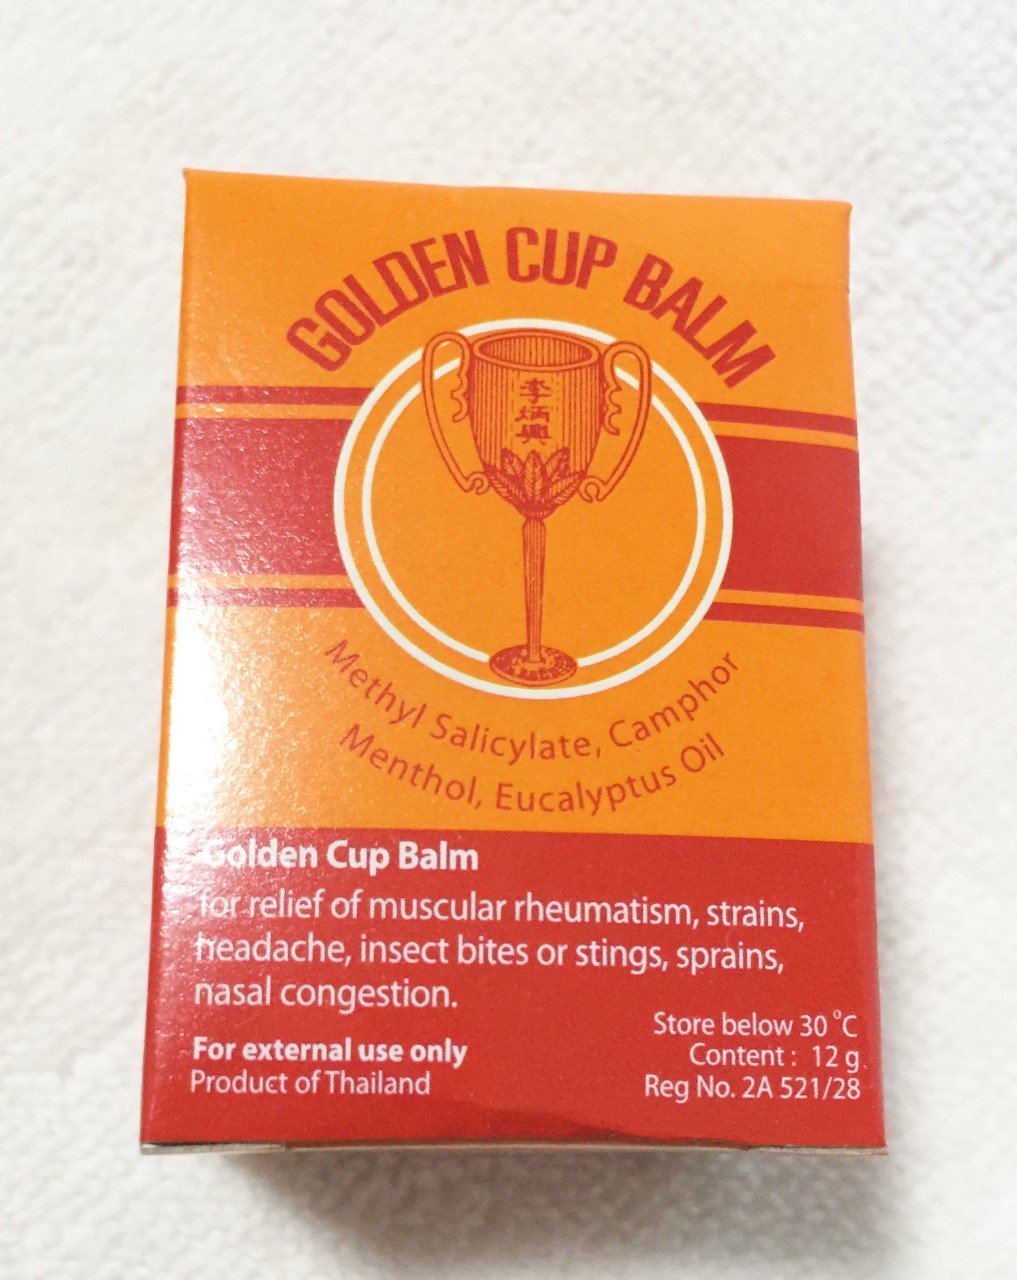 GOLDEN CUP BALM
李
炳
興
Methyl Salicylate, Camphor
Menthol, Eucalyptus Oil
Golden Cup Balm
for relief of muscular rheumatism, strains,
headache, insect bites or stings, sprains,
nasal congestion.
For external use only
Product of Thailand
Store below 30 °C
Content : 12 g
Reg No. 2A 521/28